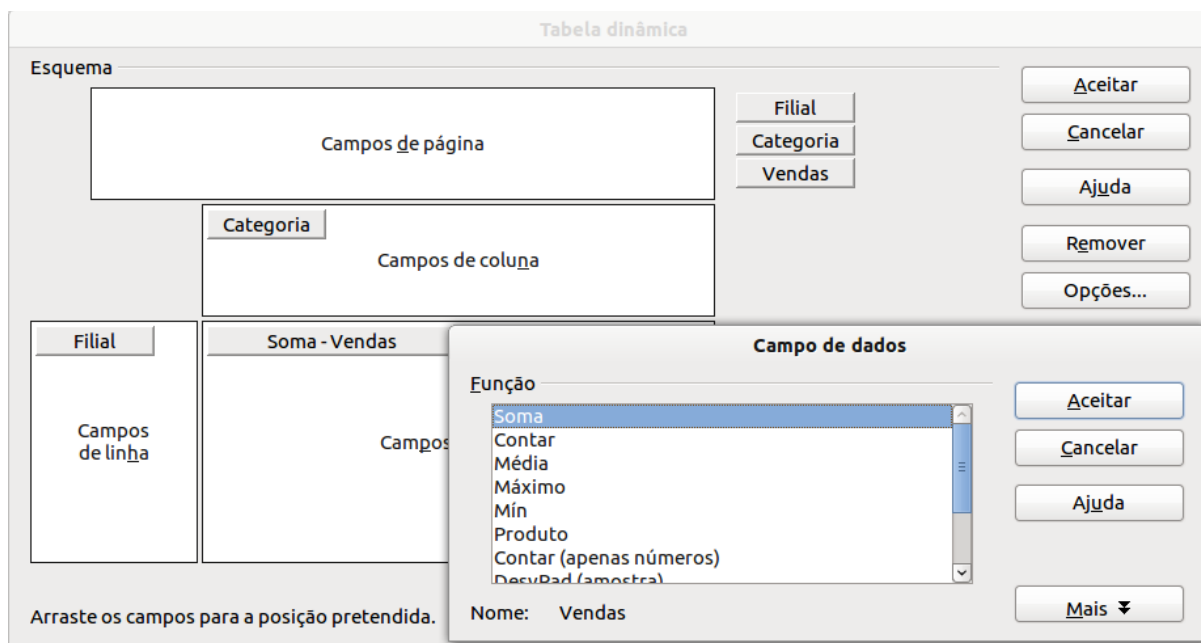 Tabela dinâmica
Esquema
Aceitar
Filial
Campos de página
Categoria
Cancelar
Vendas
Ajuda
Categoria
Remover
Campos de coluna
Opções...
Filial
Soma - Vendas
Campo de dados
Função
Aceitar
Soma
Contar
Campos
de linha
Campos
Cancelar
Média
Máximo
Ajuda
Mín
Produto
Contar (apenas números)
DesvPad (amostra)
Arraste os campos para a posição pretendida.
Nome: Vendas
Mais